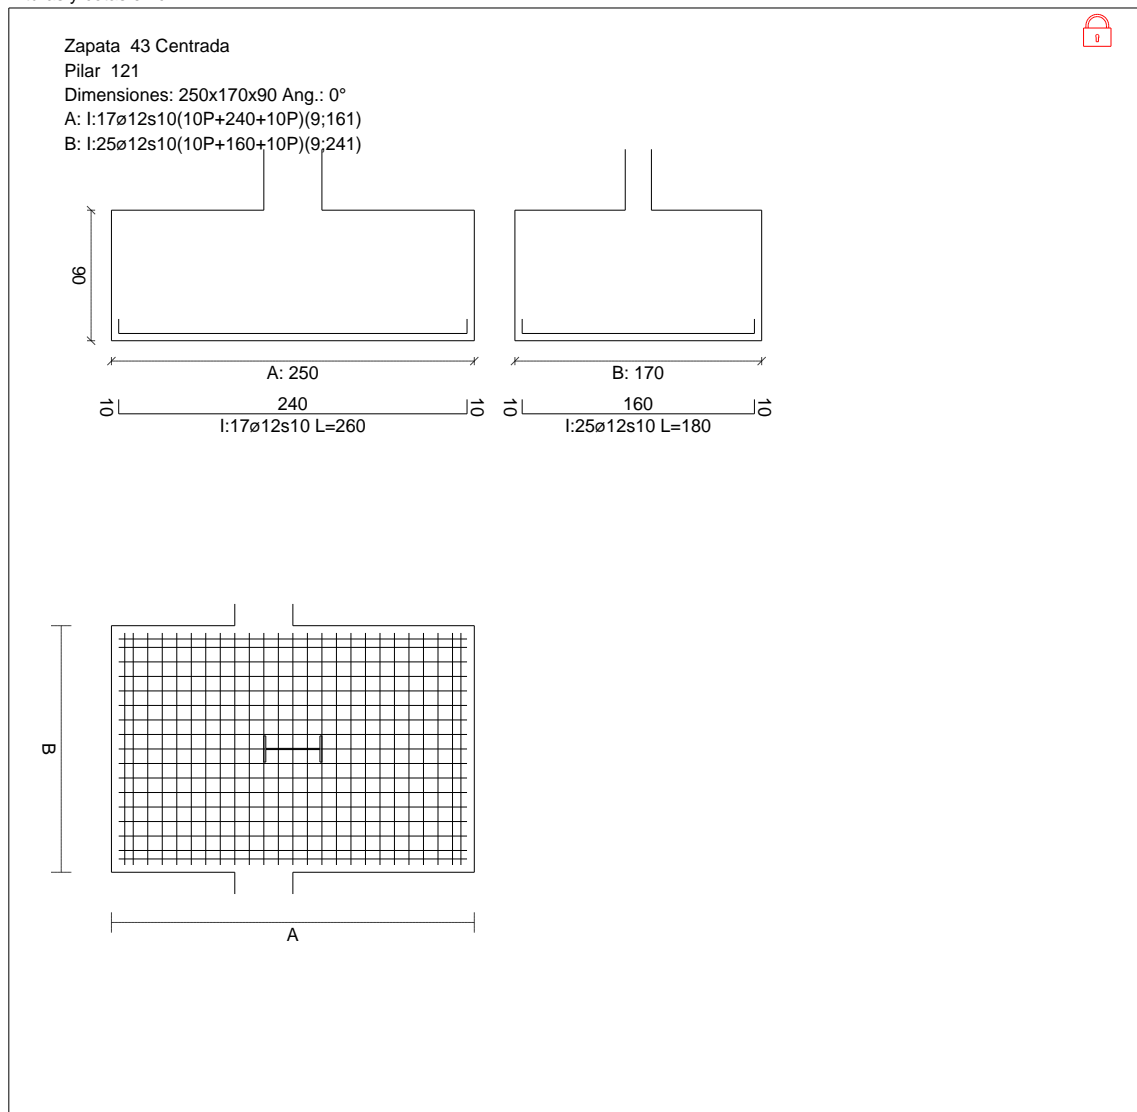 Zapata  43 Centrada
Pilar  121
Dimensiones: 250x170x90 Ang.: 0°
A: I:17ø12s10(10P+240+10P)(9;161)
B: I:25ø12s10(10P+160+10P)(9;241)
90
A: 250
B: 170
10
240
10
10
160
10
I:17ø12s10 L=260
I:25ø12s10 L=180
B
A